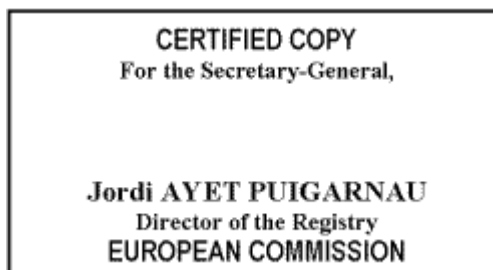 CERTIFIED COPY
For the Secretary-General,
Jordi AYET PUIGARNAU
Director of the Registry
EUROPEAN COMMISSION